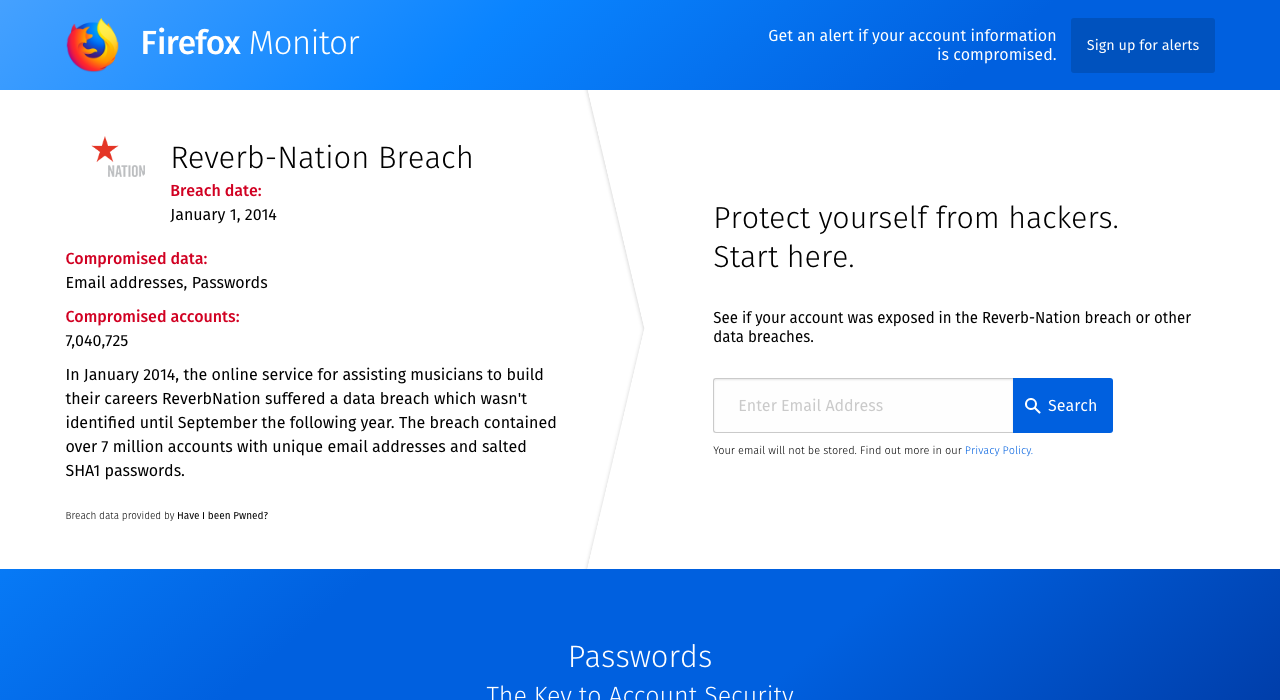 Firefox Monitor
Get an alert if your account information
is compromised.
Sign up for alerts
NATION
Reverb-Nation Breach
Breach date:
January 1, 2014
Compromised data:
Email addresses, Passwords
Compromised accounts:
7,040,725
In January 2014, the online service for assisting musicians to build
their careers ReverbNation suffered a data breach which wasn't
identified until September the following year. The breach contained
over 7 million accounts with unique email addresses and salted
SHA1 passwords.
Breach data provided by Have I been Pwned?
Protect yourself from hackers.
Start here.
See if your account was exposed in the Reverb-Nation breach or other
data breaches.
Enter Email Address
Search
Your email will not be stored. Find out more in our Privacy Policy.
Passwords
The Key to Account Security